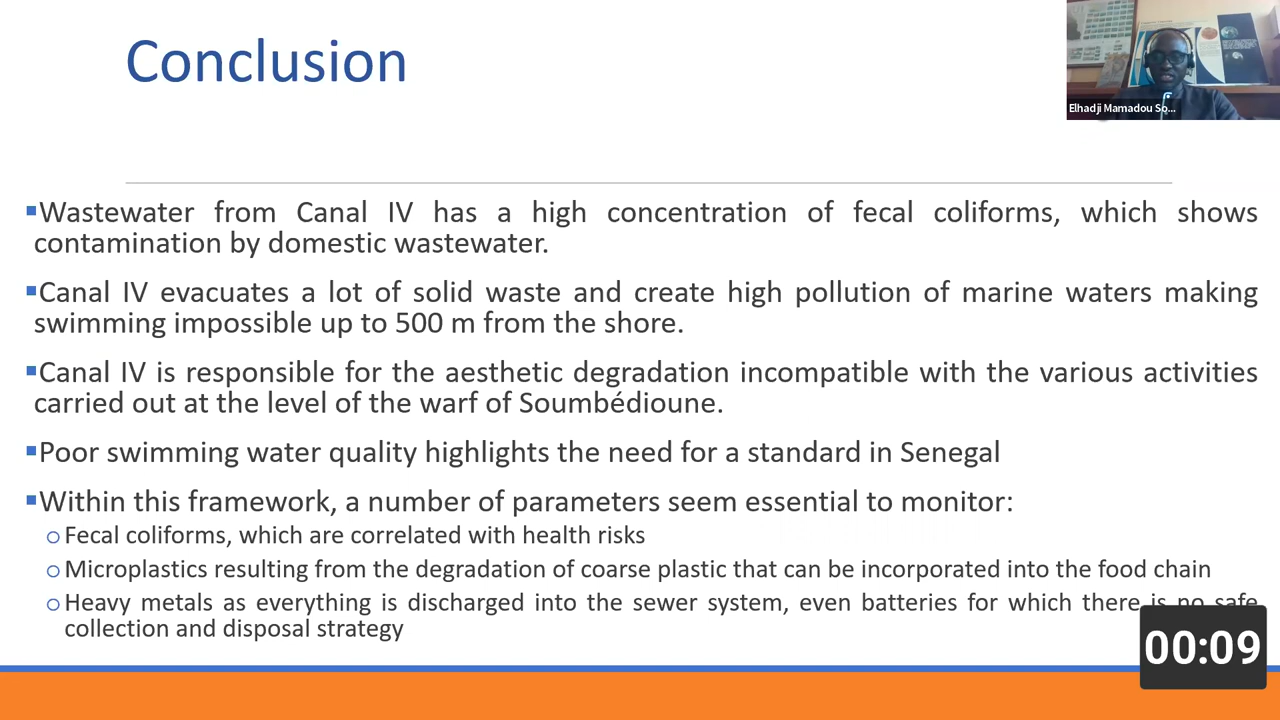 Conclusion
Elhadji Mamadou So...
▪Wastewater from Canal IV has a high concentration of fecal coliforms, which shows
contamination by domestic wastewater.
▪Canal IV evacuates a lot of solid waste and create high pollution of marine waters making
swimming impossible up to 500 m from the shore.
▪Canal IV is responsible for the aesthetic degradation incompatible with the various activities
carried out at the level of the warf of Soumbédioune.
▪Poor swimming water quality highlights the need for a standard in Senegal
▪Within this framework, a number of parameters seem essential to monitor:
o Fecal coliforms, which are correlated with health risks
o Microplastics resulting from the degradation of coarse plastic that can be incorporated into the food chain
o Heavy metals as everything is discharged into the sewer system, even batteries for which there is no safe
collection and disposal strategy
00:09